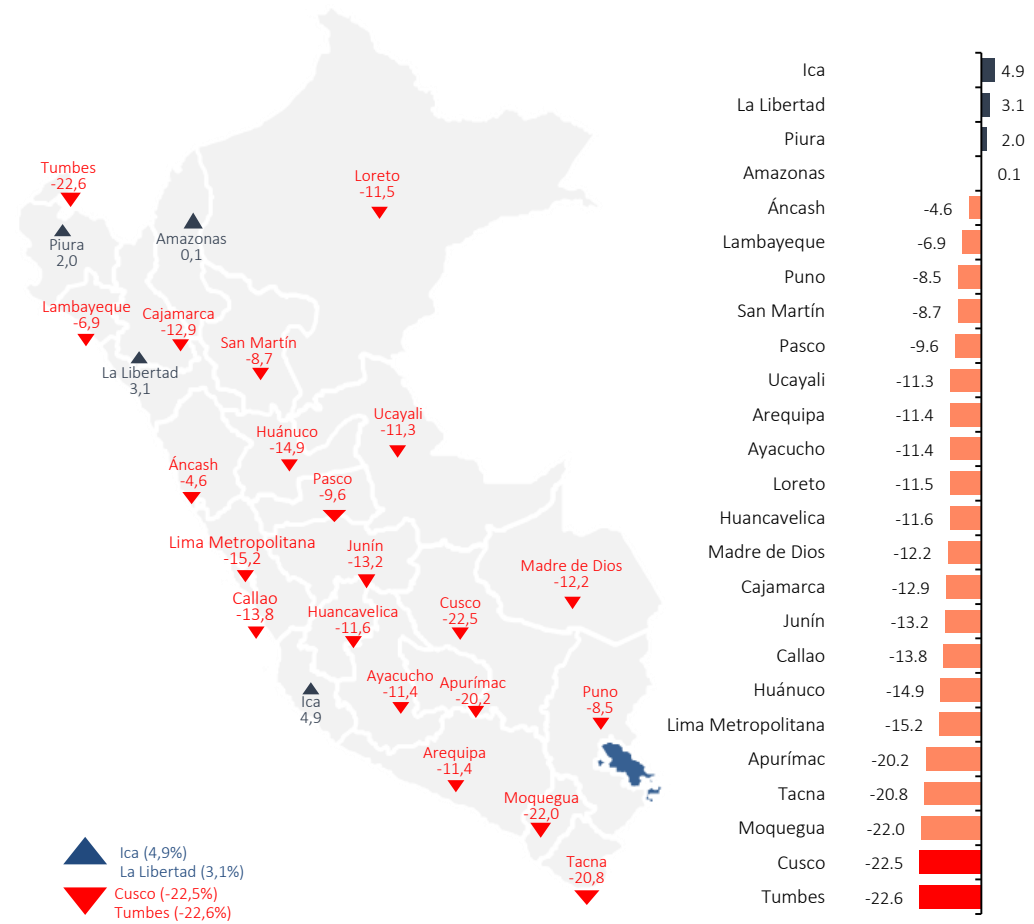 Tumbes
-22,6
Loreto
-11,5
Piura
2,0
Amazonas
0,1
Lambayeque
-6,9
Cajamarca
-12,9
San Martín
-8,7
La Libertad
3,1
Ucayali
-11,3
Huánuco
-14,9
Áncash
-4,6
Pasco
-9,6
Lima Metropolitana
-15,2
Junín
-13,2
Madre de Dios
-12,2
Callao
-13,8
Huancavelica
-11,6
Cusco
-22,5
Ica
4,9
Ayacucho
-11,4
Apurímac
-20,2
Puno
-8,5
Arequipa
-11,4
Moquegua
-22,0
Tacna
-20,8
Ica (4,9%)
La Libertad (3,1%)
Cusco (-22,5%)
Tumbes (-22,6%)
Ica 4.9
La Libertad 3.1
Piura 2.0
Amazonas 0.1
Áncash -4.6
Lambayeque -6.9
Puno -8.5
San Martín -8.7
Pasco -9.6
Ucayali -11.3
Arequipa -11.4
Ayacucho -11.4
Loreto -11.5
Huancavelica -11.6
Madre de Dios -12.2
Cajamarca -12.9
Junín -13.2
Callao -13.8
Huánuco -14.9
Lima Metropolitana -15.2
Apurímac -20.2
Tacna -20.8
Moquegua -22.0
Cusco -22.5
Tumbes -22.6